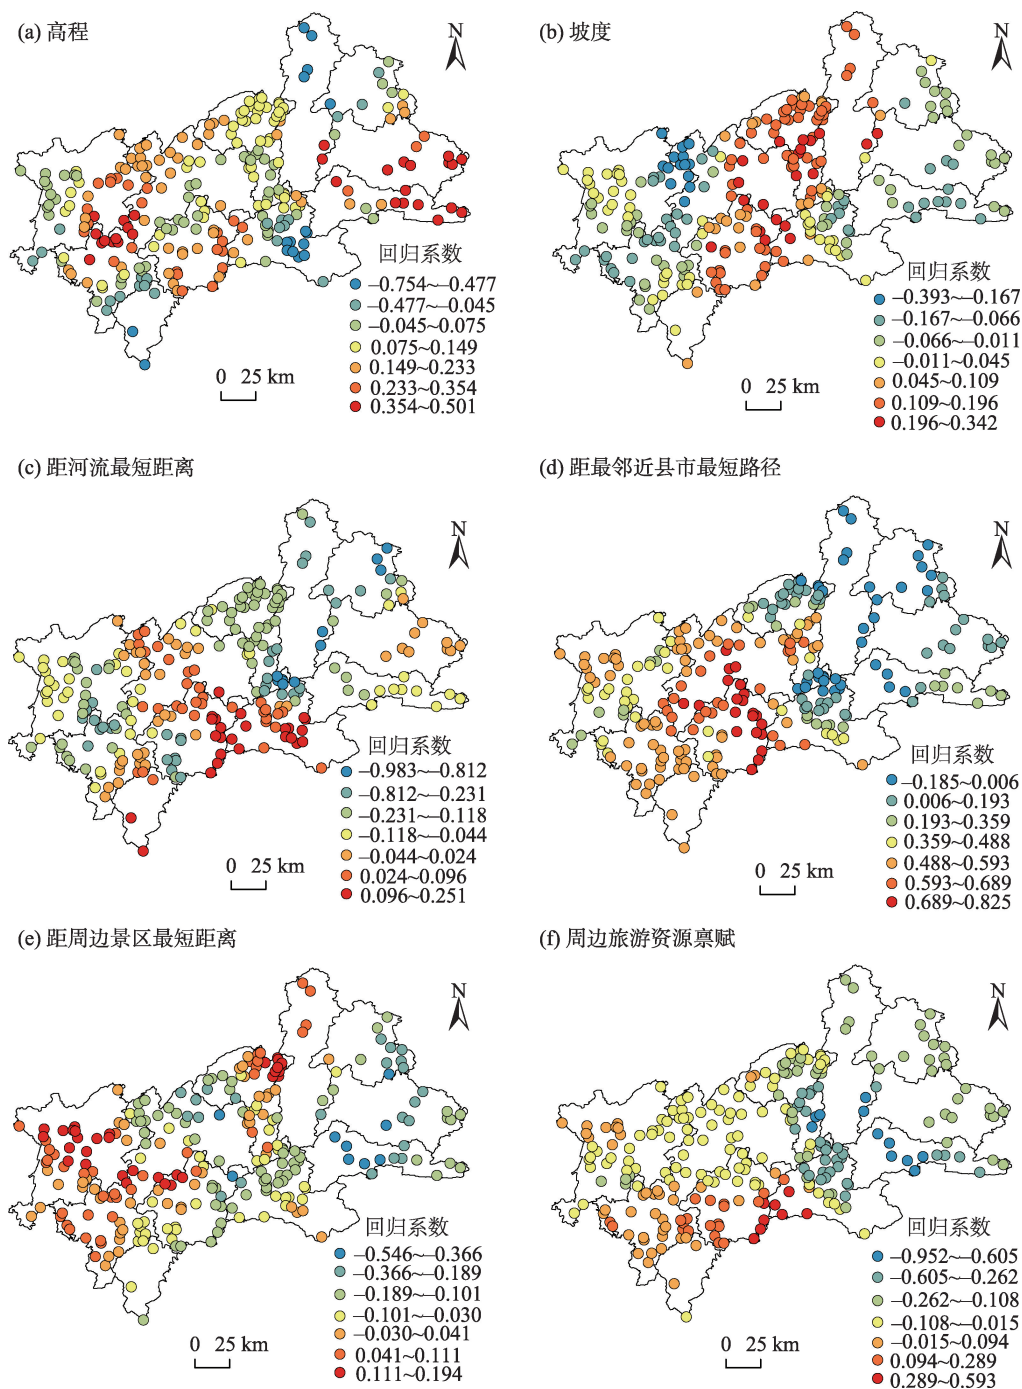 (a) 高程
N
回归系数
–0.754~–0.477
–0.477~–0.045
–0.045~0.075
0.075~0.149
0.149~0.233
0.233~0.354
0.354~0.501
0 25 km
(b) 坡度
N
回归系数
–0.393~–0.167
–0.167~–0.066
–0.066~–0.011
–0.011~0.045
0.045~0.109
0.109~0.196
0.196~0.342
0 25 km
(c) 距河流最短距离
N
回归系数
–0.983~–0.812
–0.812~–0.231
–0.231~–0.118
–0.118~–0.044
–0.044~0.024
0.024~0.096
0.096~0.251
0 25 km
(d) 距最邻近县市最短路径
N
回归系数
–0.185~0.006
0.006~0.193
0.193~0.359
0.359~0.488
0.488~0.593
0.593~0.689
0.689~0.825
0 25 km
(e) 距周边景区最短距离
N
回归系数
–0.546~–0.366
–0.366~–0.189
–0.189~–0.101
–0.101~–0.030
–0.030~0.041
0.041~0.111
0.111~0.194
0 25 km
(f) 周边旅游资源禀赋
N
回归系数
–0.952~–0.605
–0.605~–0.262
–0.262~–0.108
–0.108~–0.015
–0.015~0.094
0.094~0.289
0.289~0.593
0 25 km